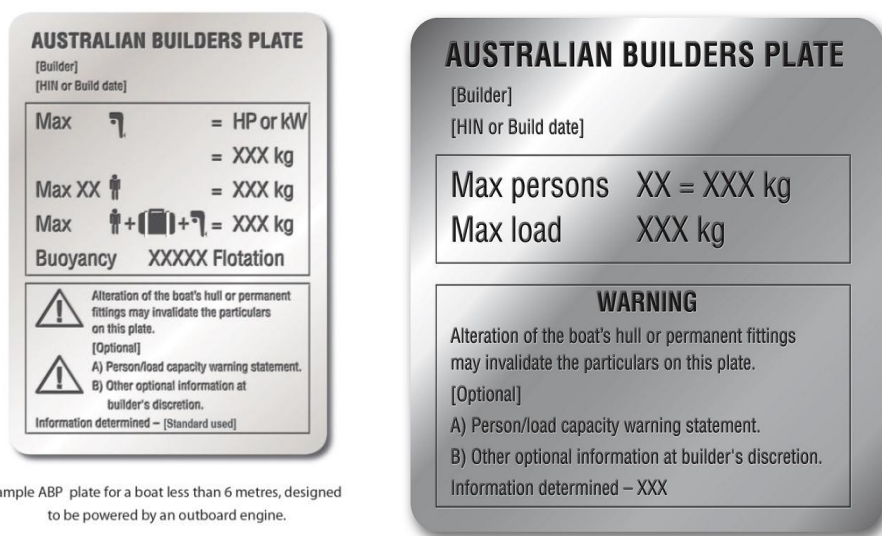 AUSTRALIAN BUILDERS PLATE
[Builder]
[HIN or Build date]
Max = HP or kW
= XXX kg
Max XX = XXX kg
Max + + = XXX kg
Buoyancy XXXXX Flotation
Alteration of the boat's hull or permanent
fittings may invalidate the particulars
on this plate.
[Optional]
A) Person/load capacity warning statement.
B) Other optional information at
builder's discretion.
Information determined – [Standard used]
ample ABP plate for a boat less than 6 metres, designed
to be powered by an outboard engine.
AUSTRALIAN BUILDERS PLATE
[Builder]
[HIN or Build date]
Max persons XX = XXX kg
Max load XXX kg
WARNING
Alteration of the boat's hull or permanent fittings
may invalidate the particulars on this plate.
[Optional]
A) Person/load capacity warning statement.
B) Other optional information at builder's discretion.
Information determined – XXX